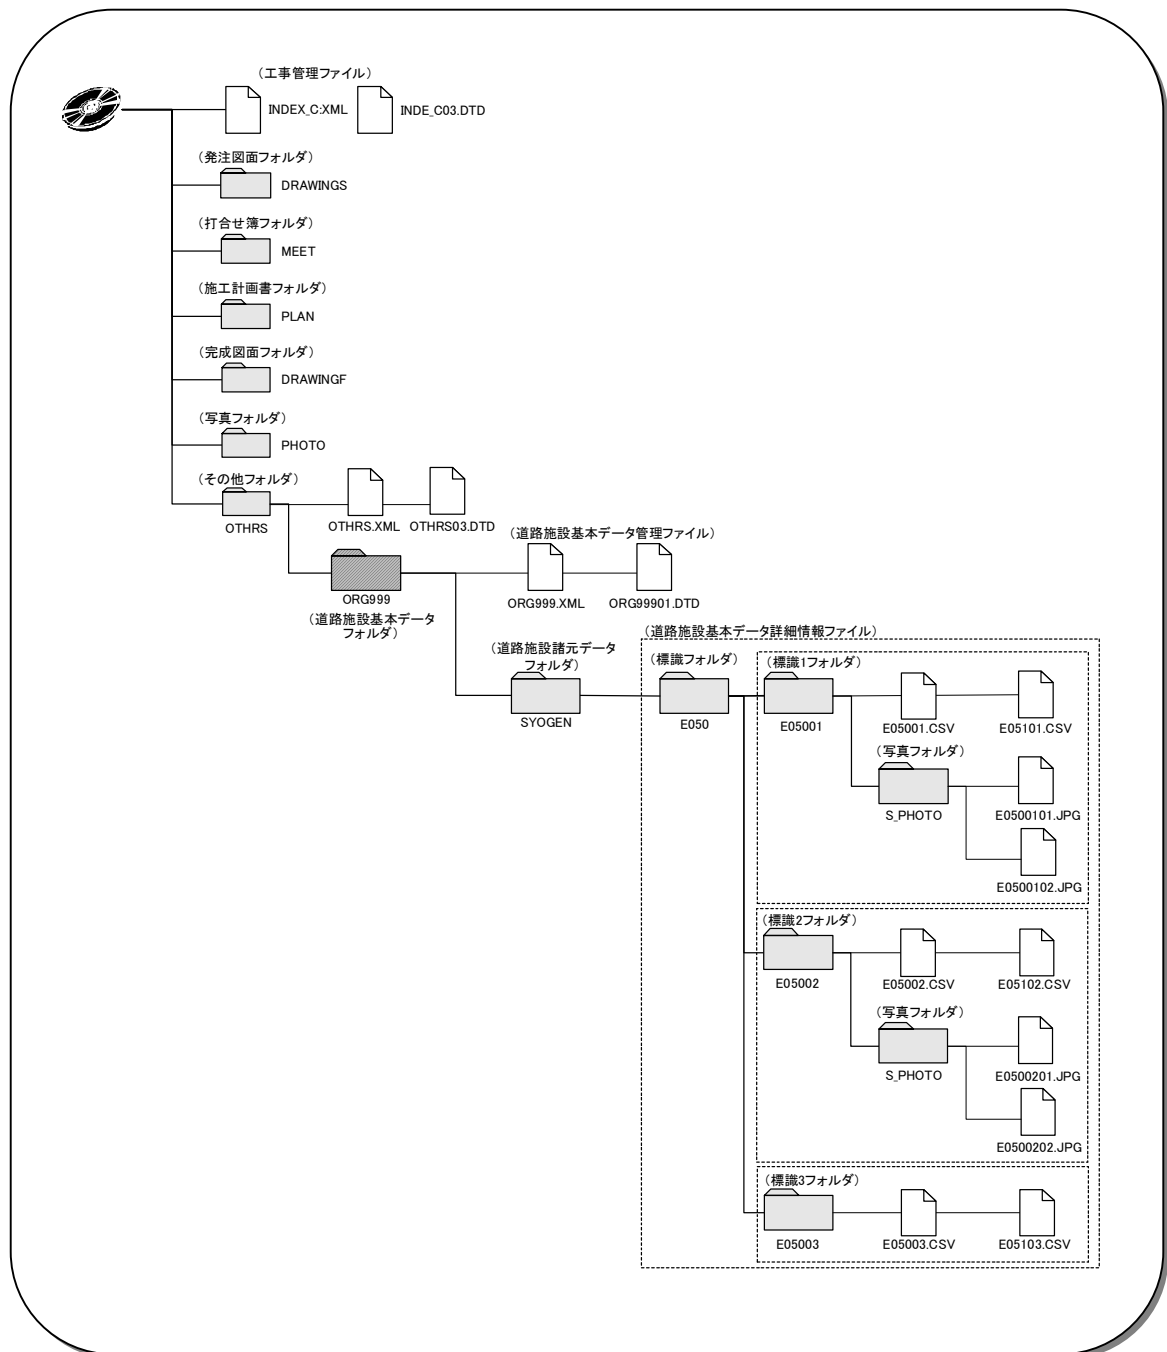 （工事管理ファイル）
INDEX_C:XML
INDE_C03.DTD
（発注図面フォルダ）
DRAWINGS
（打合せ簿フォルダ）
MEET
（施工計画書フォルダ）
PLAN
（完成図面フォルダ）
DRAWINGF
（写真フォルダ）
PHOTO
（その他フォルダ）
OTHRS
OTHRS.XML
OTHRS03.DTD
（道路施設基本データ管理ファイル）
ORG999
ORG999.XML
ORG99901.DTD
（道路施設基本データ
フォルダ）
（道路施設諸元データ
フォルダ）
SYOGEN
（道路施設基本データ詳細情報ファイル）
（標識フォルダ）
E050
（標識1フォルダ）
E05001
E05001.CSV
E05101.CSV
（写真フォルダ）
S_PHOTO
E0500101.JPG
E0500102.JPG
（標識2フォルダ）
E05002
E05002.CSV
E05102.CSV
（写真フォルダ）
S_PHOTO
E0500201.JPG
E0500202.JPG
（標識3フォルダ）
E05003
E05003.CSV
E05103.CSV